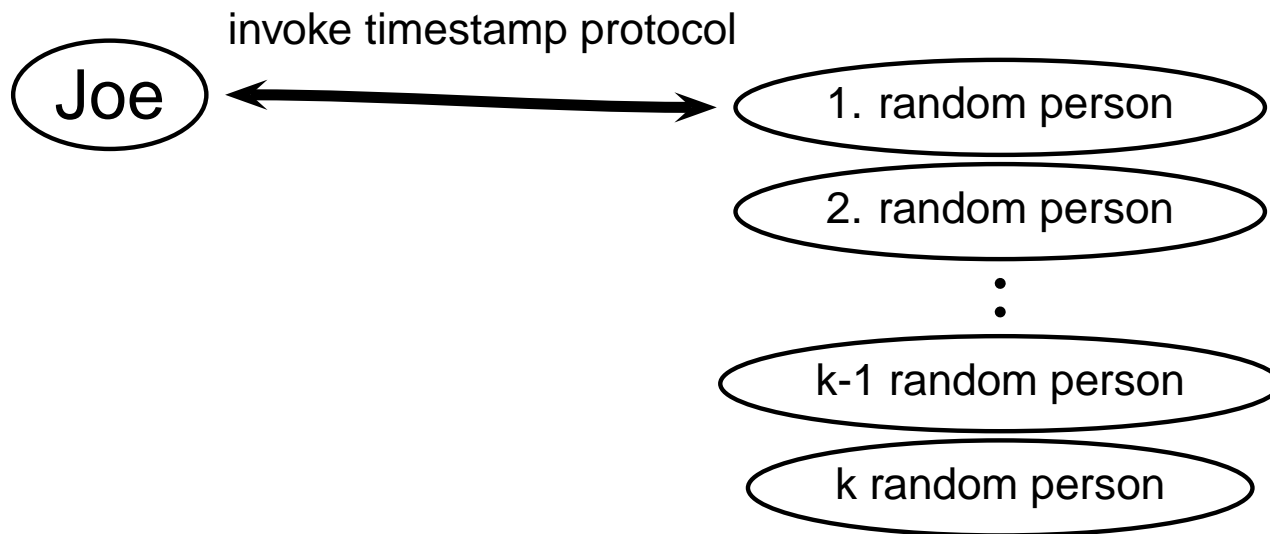 invoke timestamp protocol
Joe
1. random person
2. random person
k-1 random person
k random person